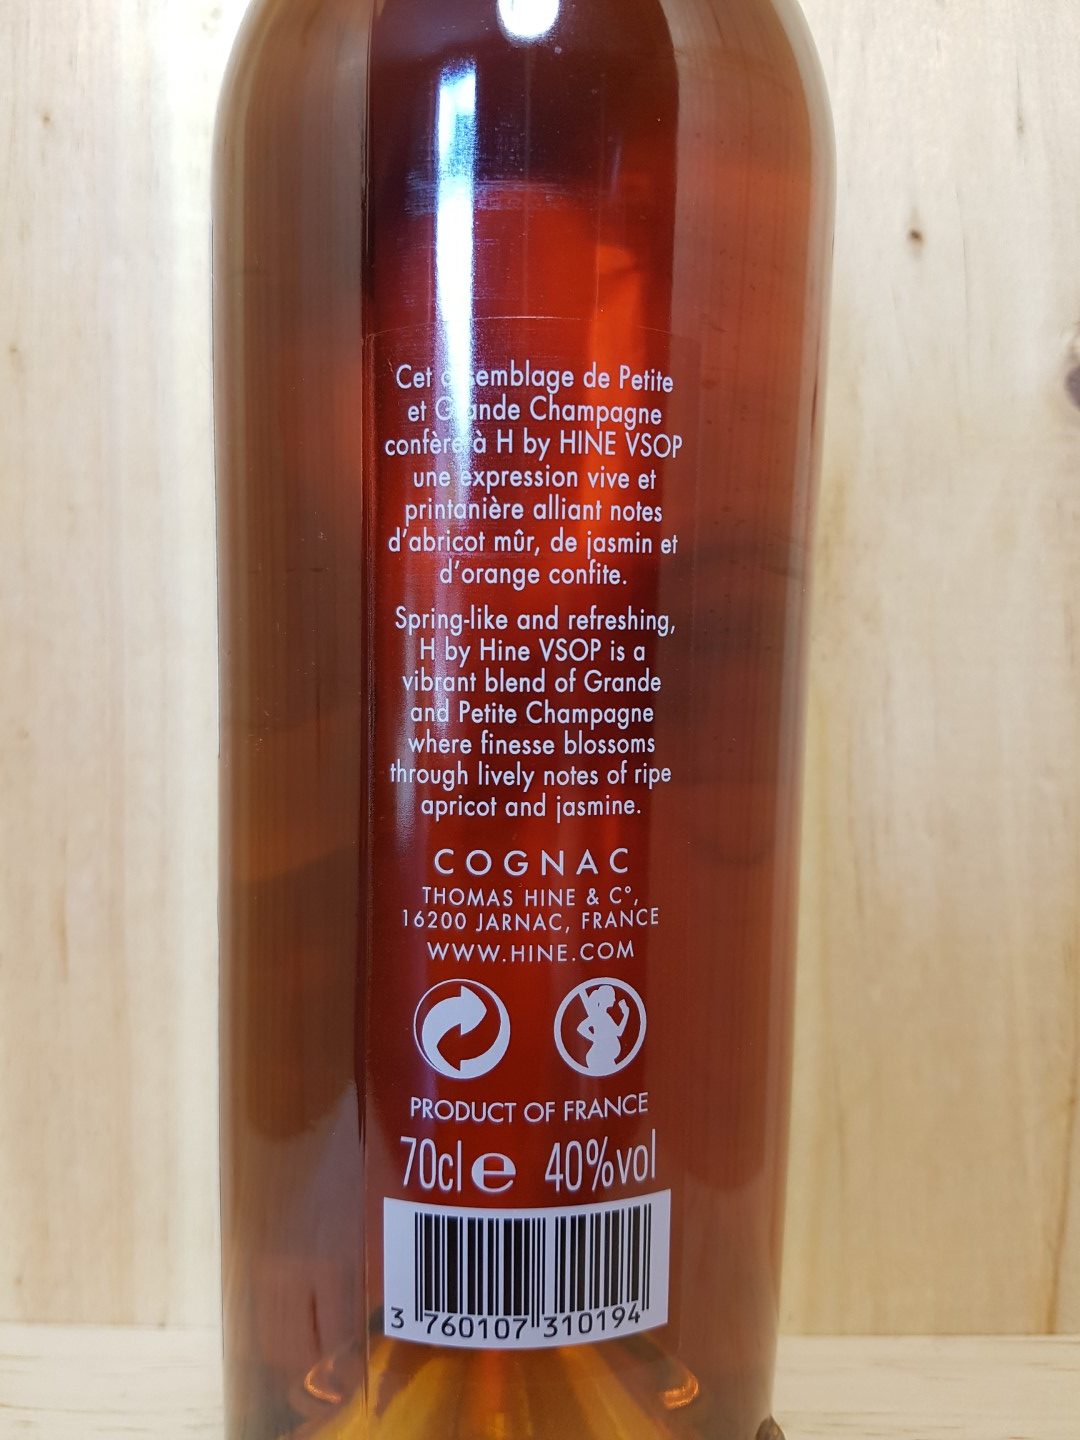 Cet assemblage de Petite
et Grande Champagne
confère à H by HINE VSOP
une expression vive et
printanière alliant notes
d'abricot mûr, de jasmin et
d'orange confite.
Spring-like and refreshing,
H by Hine VSOP is a
vibrant blend of Grande
and Petite Champagne
where finesse blossoms
through lively notes of ripe
apricot and jasmine.
COGNAC
THOMAS HINE & C°,
16200 JARNAC, FRANCE
WWW.HINE.COM
PRODUCT OF FRANCE
70cl e 40%vol
3 760107 310194